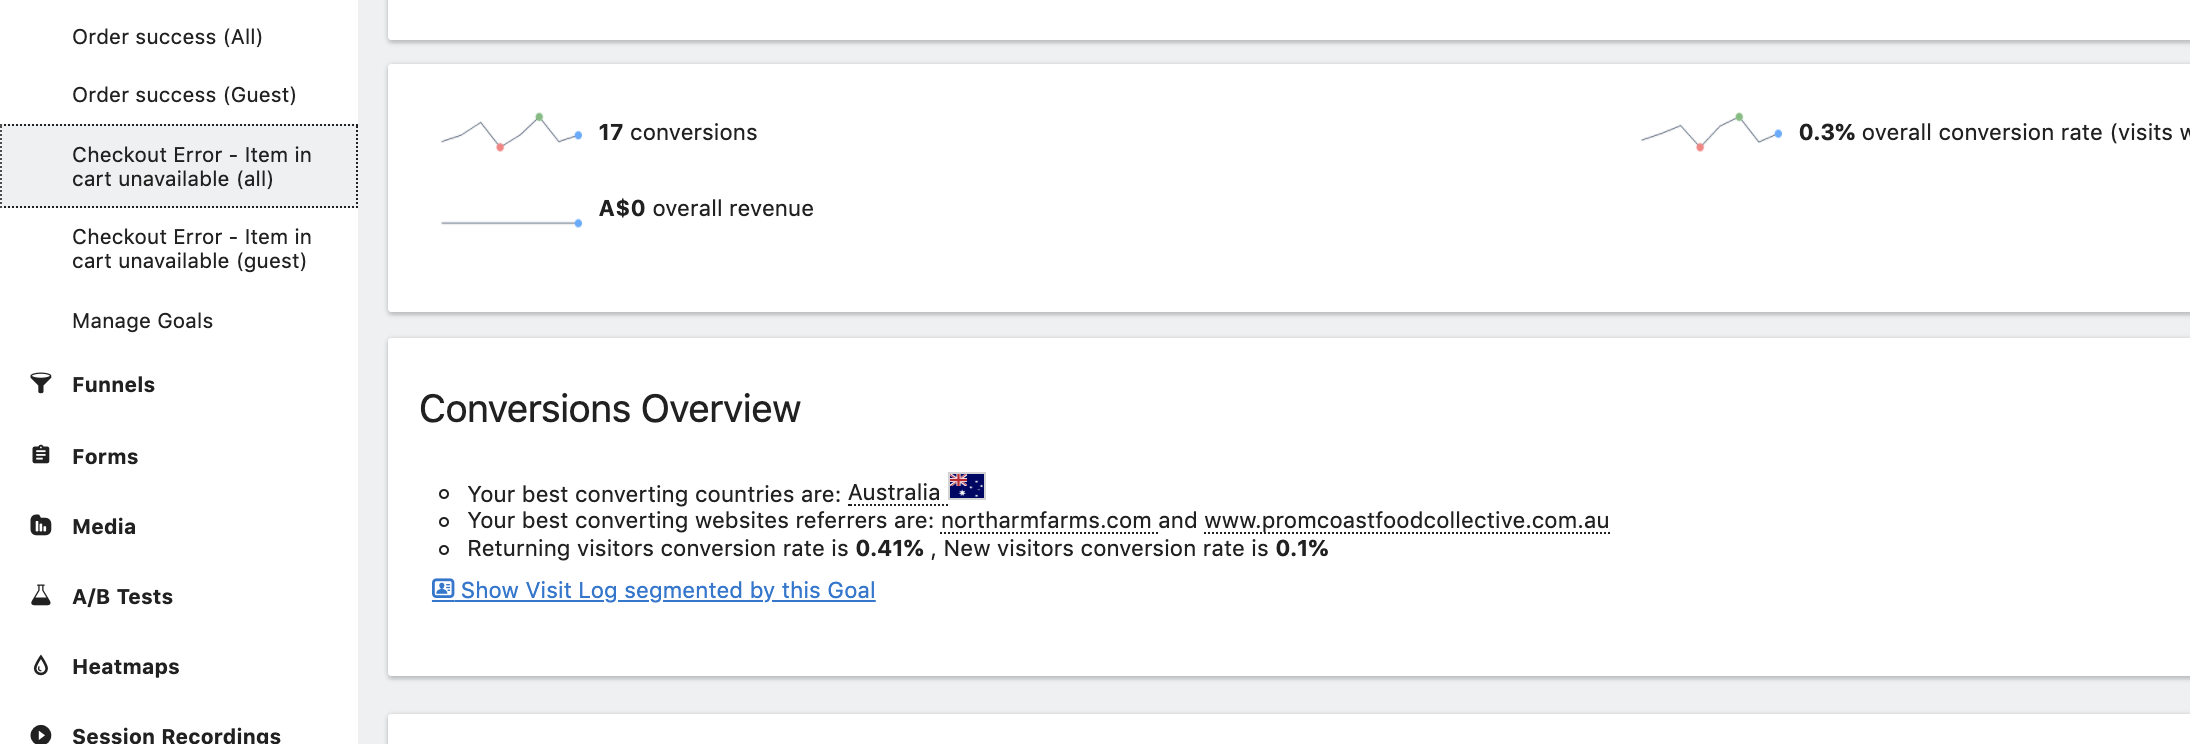 Order success (All)
Order success (Guest)
Checkout Error - Item in
cart unavailable (all)
Checkout Error - Item in
cart unavailable (guest)
Manage Goals
Funnels
Forms
Media
A/B Tests
Heatmaps
Session Recordings
17 conversions
0.3% overall conversion rate (visits w
A$0 overall revenue
Conversions Overview
Your best converting countries are: Australia
Your best converting websites referrers are: northarmfarms.com and www.promcoastfoodcollective.com.au
Returning visitors conversion rate is 0.41% , New visitors conversion rate is 0.1%
Show Visit Log segmented by this Goal